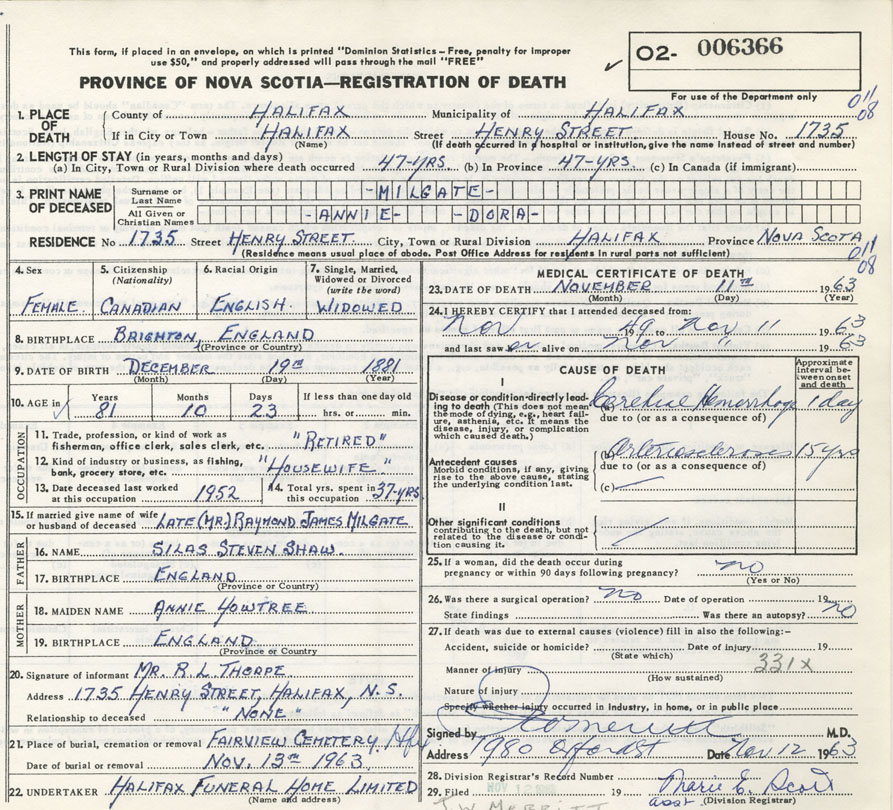 This form, if placed in an envelope, on which is printed "Dominion Statistics - Free, penalty for improper
use $50," and properly addressed will pass through the mail "FREE"
O2- 006366
PROVINCE OF NOVA SCOTIA—REGISTRATION OF DEATH
For use of the Department only
011
08
1. PLACE OF DEATH County of HALIFAX Municipality of HALIFAX
If in City or Town HALIFAX Street HENRY STREET House No. 1735
(Name) (If death occurred in a hospital or institution, give the name instead of street and number)
2. LENGTH OF STAY (in years, months and days)
(a) In City, Town or Rural Division where death occurred 47-YRS (b) In Province 47-YRS. (c) In Canada (if immigrant)
3. PRINT NAME OF DECEASED Surname or Last Name -MILGATE-
All Given or Christian Names -ANNIE- -DORA-
RESIDENCE No 1735 Street HENRY STREET. City, Town or Rural Division HALIFAX Province NOVA SCOTA
(Residence means usual place of abode. Post Office Address for residents in rural parts not sufficient)
011
08
4. Sex 5. Citizenship (Nationality) 6. Racial Origin 7. Single, Married, Widowed or Divorced (write the word)
FEMALE. CANADIAN ENGLISH. WIDOWED
8. BIRTHPLACE BRIGHTON, ENGLAND
(Province or Country)
9. DATE OF BIRTH DECEMBER 19th 1881
(Month) (Day) (Year)
10. AGE in Years Months Days If less than one day old
81 10 23 hrs. or min.
OCCUPATION
11. Trade, profession, or kind of work as fisherman, office clerk, sales clerk, etc. "RETIRED"
12. Kind of industry or business, as fishing, bank, grocery store, etc. "HOUSEWIFE"
13. Date deceased last worked at this occupation 1952 14. Total yrs. spent in this occupation 37-YRS
15. If married give name of wife or husband of deceased LATE (MR.) RAYMOND JAMES MILGATE
FATHER
16. NAME SILAS STEVEN SHAW.
17. BIRTHPLACE ENGLAND
(Province or Country)
MOTHER
18. MAIDEN NAME ANNIE HOWTREE
19. BIRTHPLACE ENGLAND
(Province or Country)
20. Signature of informant MR. R L THORPE
Address 1735 HENRY STREET, HALIFAX, N.S.
Relationship to deceased "NONE"
21. Place of burial, cremation or removal FAIRVIEW CEMETERY, Hfx
Date of burial or removal NOV. 13th 1963.
22. UNDERTAKER HALIFAX FUNERAL HOME LIMITED
(Name and address)
MEDICAL CERTIFICATE OF DEATH
23. DATE OF DEATH NOVEMBER 11th 1963
(Month) (Day) (Year)
24. I HEREBY CERTIFY that I attended deceased from:
Nov 1949 to Nov 11 1963
and last saw er alive on Nov " 1963
CAUSE OF DEATH
Approximate interval between onset and death
I
Disease or condition directly leading to death (This does not mean the mode of dying, e.g., heart failure, asthenia, etc. It means the disease, injury, or complication which caused death.)
(a) Hemorrhage 1 day
due to (or as a consequence of)
Antecedent causes
Morbid conditions, if any, giving rise to the above cause, stating the underlying condition last.
(b) Arteriosclerosis 15 yrs
due to (or as a consequence of)
(c)
II
Other significant conditions
contributing to the death, but not related to the disease or condition causing it.
25. If a woman, did the death occur during pregnancy or within 90 days following pregnancy? no
(Yes or No)
26. Was there a surgical operation? no Date of operation 19
State findings Was there an autopsy? no
27. If death was due to external causes (violence) fill in also the following:-
Accident, suicide or homicide? Date of injury 19
(State which)
Manner of injury 331X
(How sustained)
Nature of injury
Specify whether injury occurred in industry, in home, or in public place
Signed by M.D.
Address 1980 Oxford St Date Nov 12 1963
28. Division Registrar's Record Number
29. Filed 19 Marie E. Scott
asst. (Division Registrar)
J.W. MERRITT